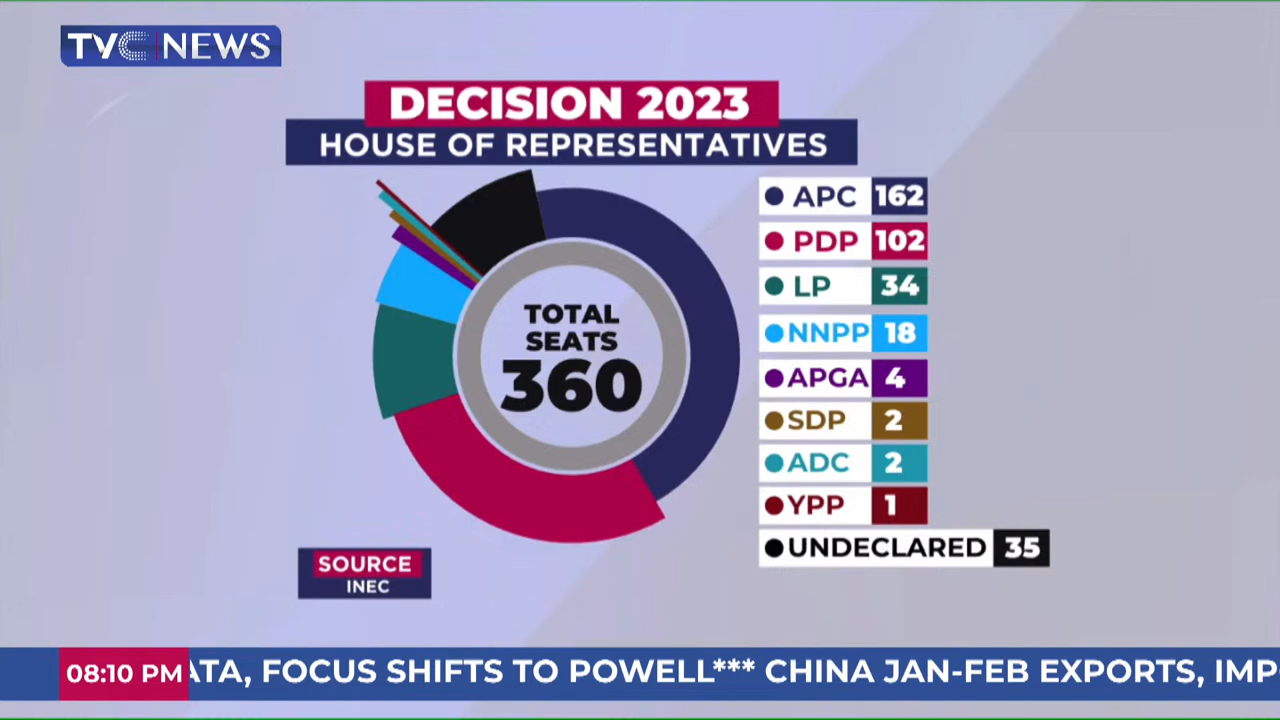 TVC NEWS
DECISION 2023
HOUSE OF REPRESENTATIVES
TOTAL
SEATS
360
APC 162
PDP 102
LP 34
NNPP 18
APGA 4
SDP 2
ADC 2
YPP 1
UNDECLARED 35
SOURCE
INEC
08:10 PM ATA, FOCUS SHIFTS TO POWELL*** CHINA JAN-FEB EXPORTS, IMP